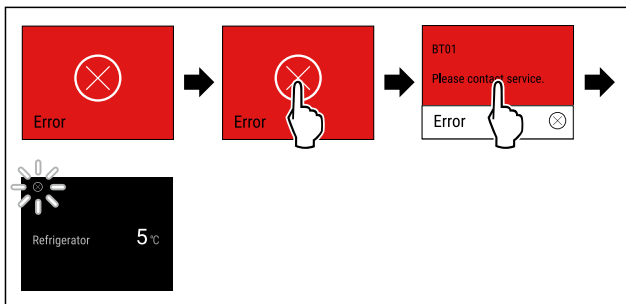 Error
Error
BT01
Please contact service.
Error
Refrigerator 5 °C